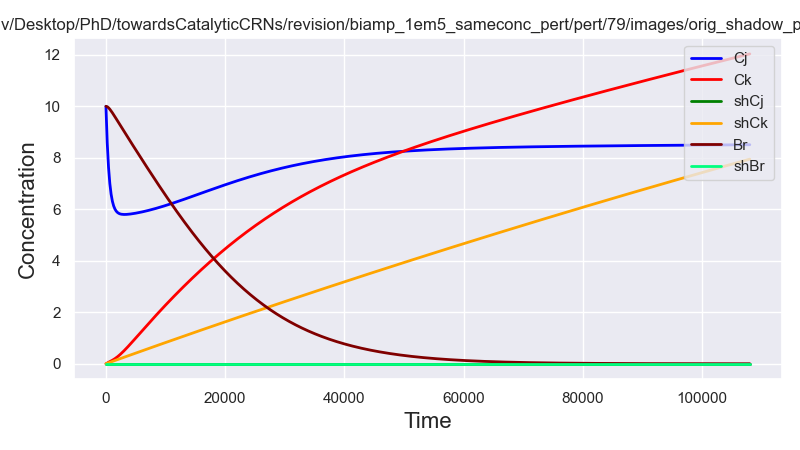 v/Desktop/PhD/towardsCatalyticCRNs/revision/biamp_1em5_sameconc_pert/pert/79/images/orig_shadow_p
12
10
8
6
4
2
0
Concentration
Cj
Ck
shCj
shCk
Br
shBr
0 20000 40000 60000 80000 100000
Time